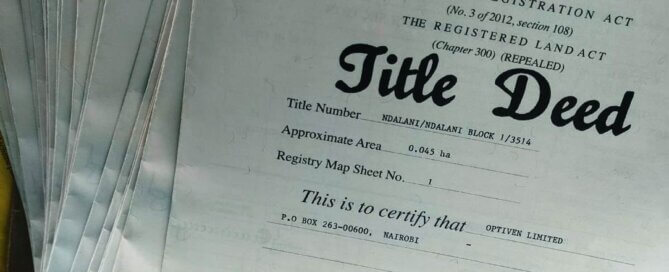 REGISTRATION ACT
(No. 3 of 2012, section 108)
THE REGISTERED LAND ACT
(Chapter 300) (REPEALED)
Title Deed
Title Number NDALANI/NDALANI BLOCK 1/3514
Approximate Area 0.045 ha
Registry Map Sheet No. 1
This is to certify that OPTIVEN LIMITED
P.O BOX 263-00600, NAIROBI -